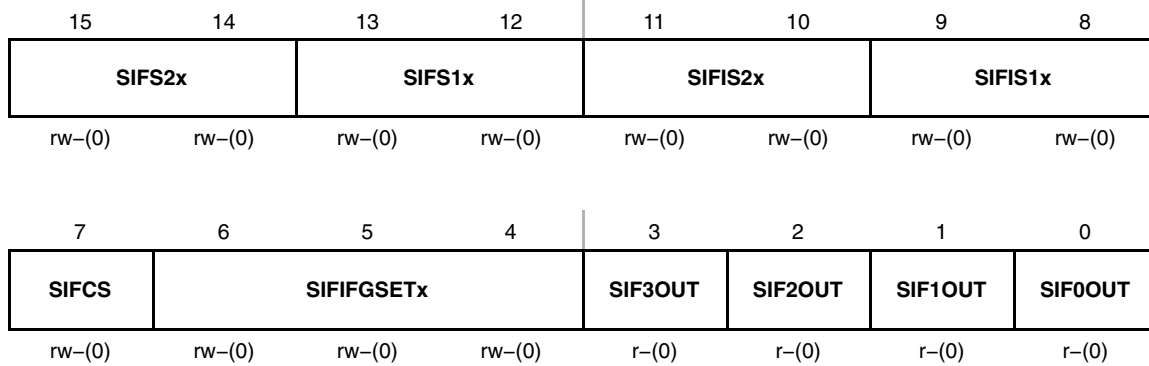 15 14 13 12 11 10 9 8
SIFS2x SIFS1x SIFIS2x SIFIS1x
rw−(0) rw−(0) rw−(0) rw−(0) rw−(0) rw−(0) rw−(0) rw−(0)
7 6 5 4 3 2 1 0
SIFCS SIFIFGSETx SIF3OUT SIF2OUT SIF1OUT SIF0OUT
rw−(0) rw−(0) rw−(0) rw−(0) r−(0) r−(0) r−(0) r−(0)